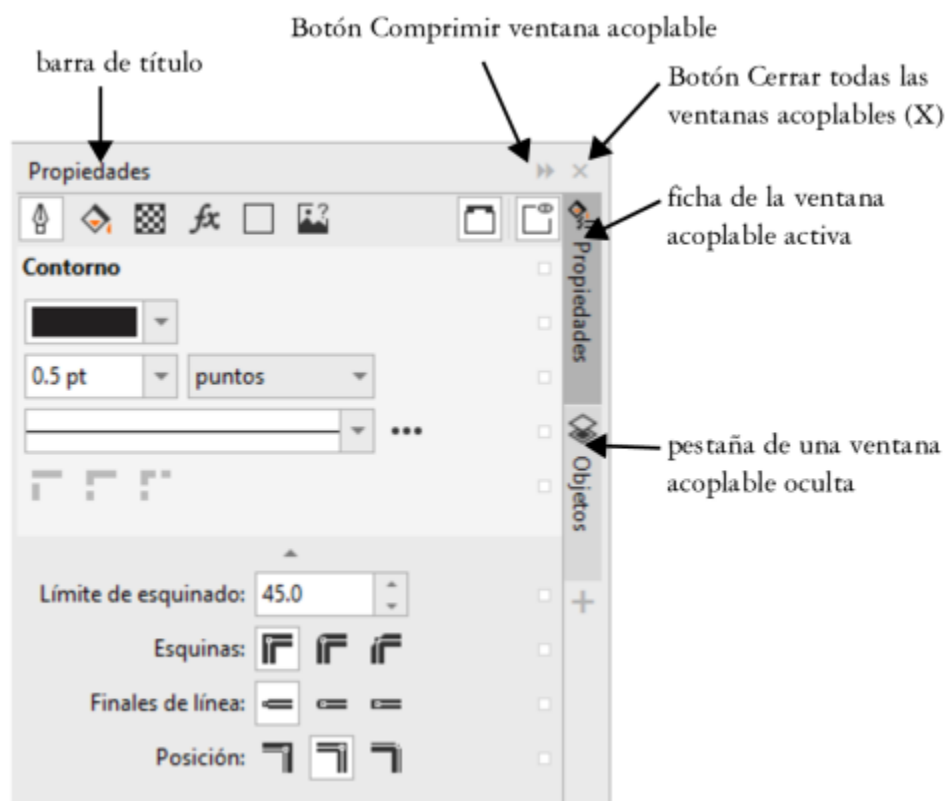 Botón Comprimir ventana acoplable
barra de título
Botón Cerrar todas las
ventanas acoplables (X)
Propiedades
ficha de la ventana
acoplable activa
fx
?
Propiedades
Contorno
0.5 pt
puntos
pestaña de una ventana
acoplable oculta
Objetos
Límite de esquinado: 45.0
Esquinas:
Finales de línea:
Posición: